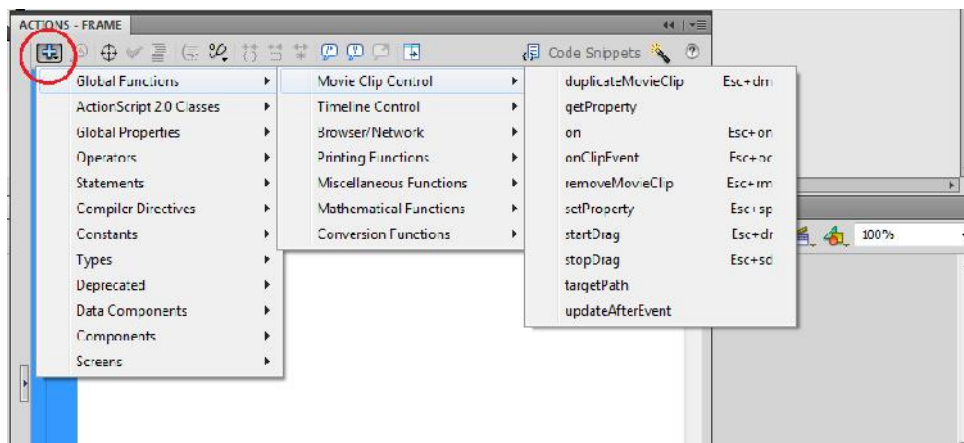 ACTIONS - FRAME
Code Snippets
Global Functions
ActionScript 2.0 Classes
Global Properties
Operators
Statements
Compiler Directives
Constants
Types
Deprecated
Data Components
Components
Screens
Movie Clip Control
Timeline Control
Browser/Network
Printing Functions
Miscellaneous Functions
Mathematical Functions
Conversion Functions
duplicateMovieClip Esc+dm
getProperty
on Esc+on
onClipEvent Esc+oc
removeMovieClip Esc+rm
setProperty Esc+sp
startDrag Esc+dr
stopDrag Esc+sd
targetPath
updateAfterEvent
100%